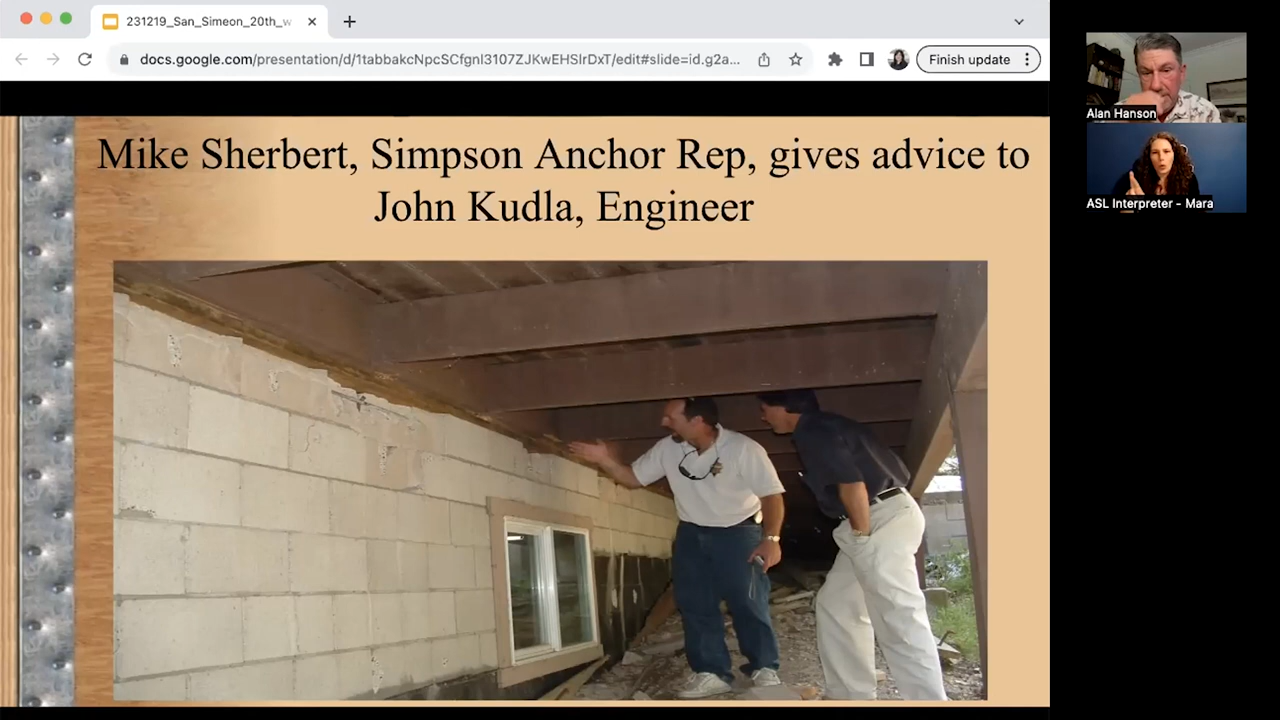 231219_San_Simeon_20th_w
docs.google.com/presentation/d/1tabbakcNpcSCfgnl3107ZJKwEHSlrDxT/edit#slide=id.g2a...
Finish update
Mike Sherbert, Simpson Anchor Rep, gives advice to
John Kudla, Engineer
Alan Hanson
ASL Interpreter - Mara